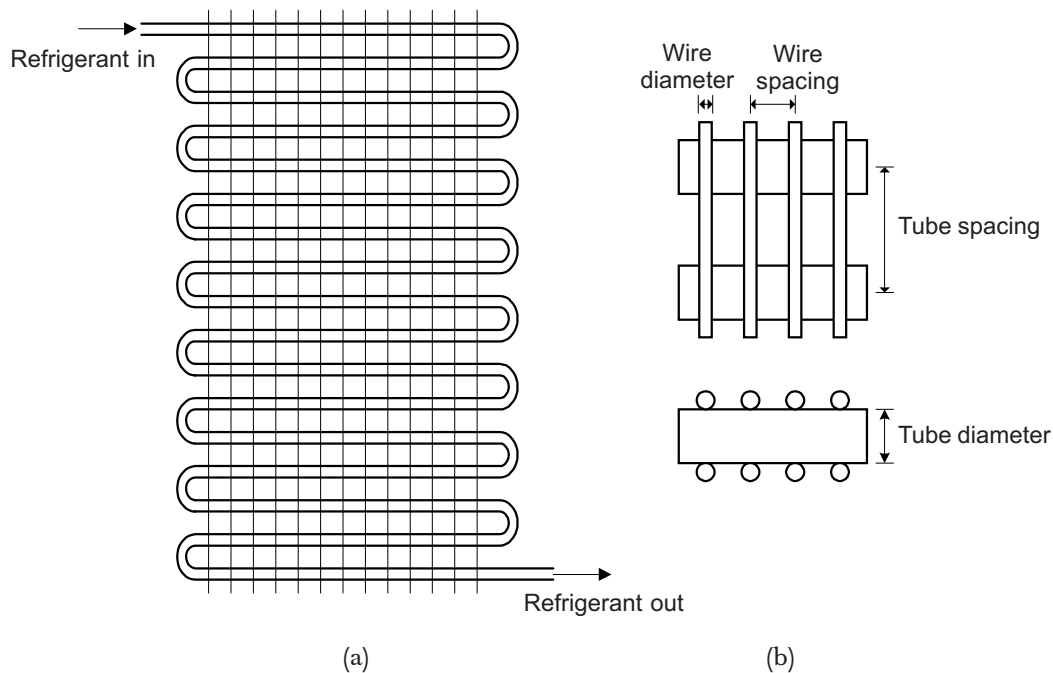 Refrigerant in
Wire
diameter
Wire
spacing
Tube spacing
Tube diameter
Refrigerant out
(a)
(b)